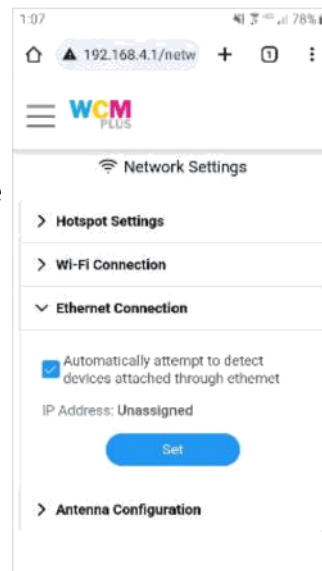 1:07 78%
192.168.4.1/netw 1
WCM
PLUS
Network Settings
e
Hotspot Settings
Wi-Fi Connection
Ethernet Connection
Automatically attempt to detect
devices attached through ethernet
IP Address: Unassigned
Set
Antenna Configuration